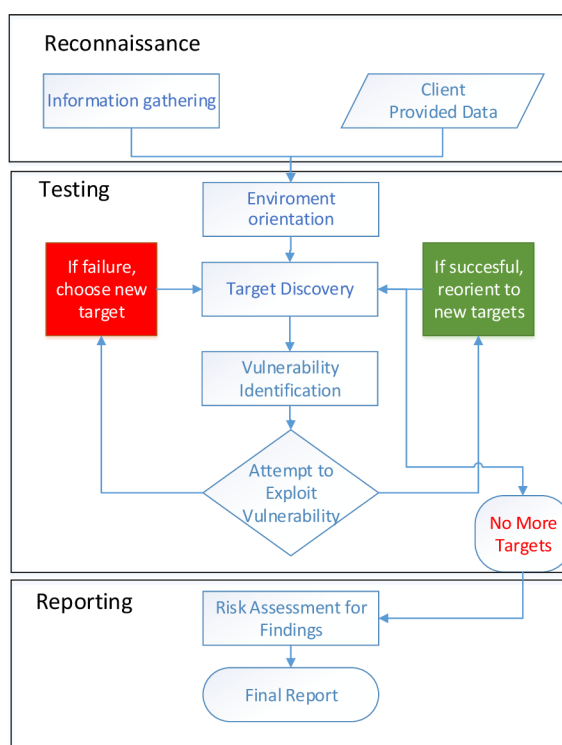 Reconnaissance
Information gathering
Client
Provided Data
Testing
Enviroment
orientation
If failure,
choose new
target
Target Discovery
If succesful,
reorient to
new targets
Vulnerability
Identification
Attempt to
Exploit
Vulnerability
No More
Targets
Reporting
Risk Assessment for
Findings
Final Report